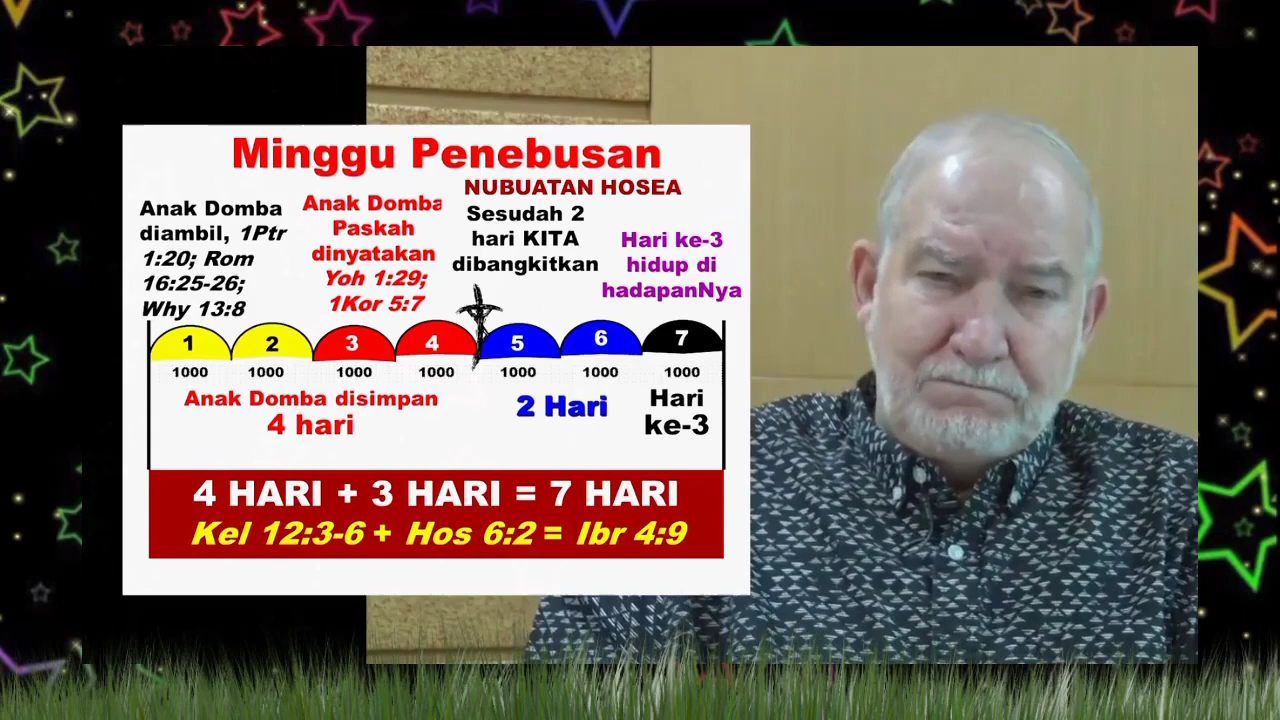 Minggu Penebusan
NUBUATAN HOSEA
Anak Domba
diambil, 1Ptr
1:20; Rom
16:25-26;
Why 13:8
Anak Domba
Paskah
dinyatakan
Yoh 1:29;
1Kor 5:7
Sesudah 2
hari KITA
dibangkitkan
Hari ke-3
hidup di
hadapanNya
1 2 3 4 5 6 7
1000 1000 1000 1000 1000 1000 1000
Anak Domba disimpan
4 hari
2 Hari
Hari
ke-3
4 HARI + 3 HARI = 7 HARI
Kel 12:3-6 + Hos 6:2 = Ibr 4:9